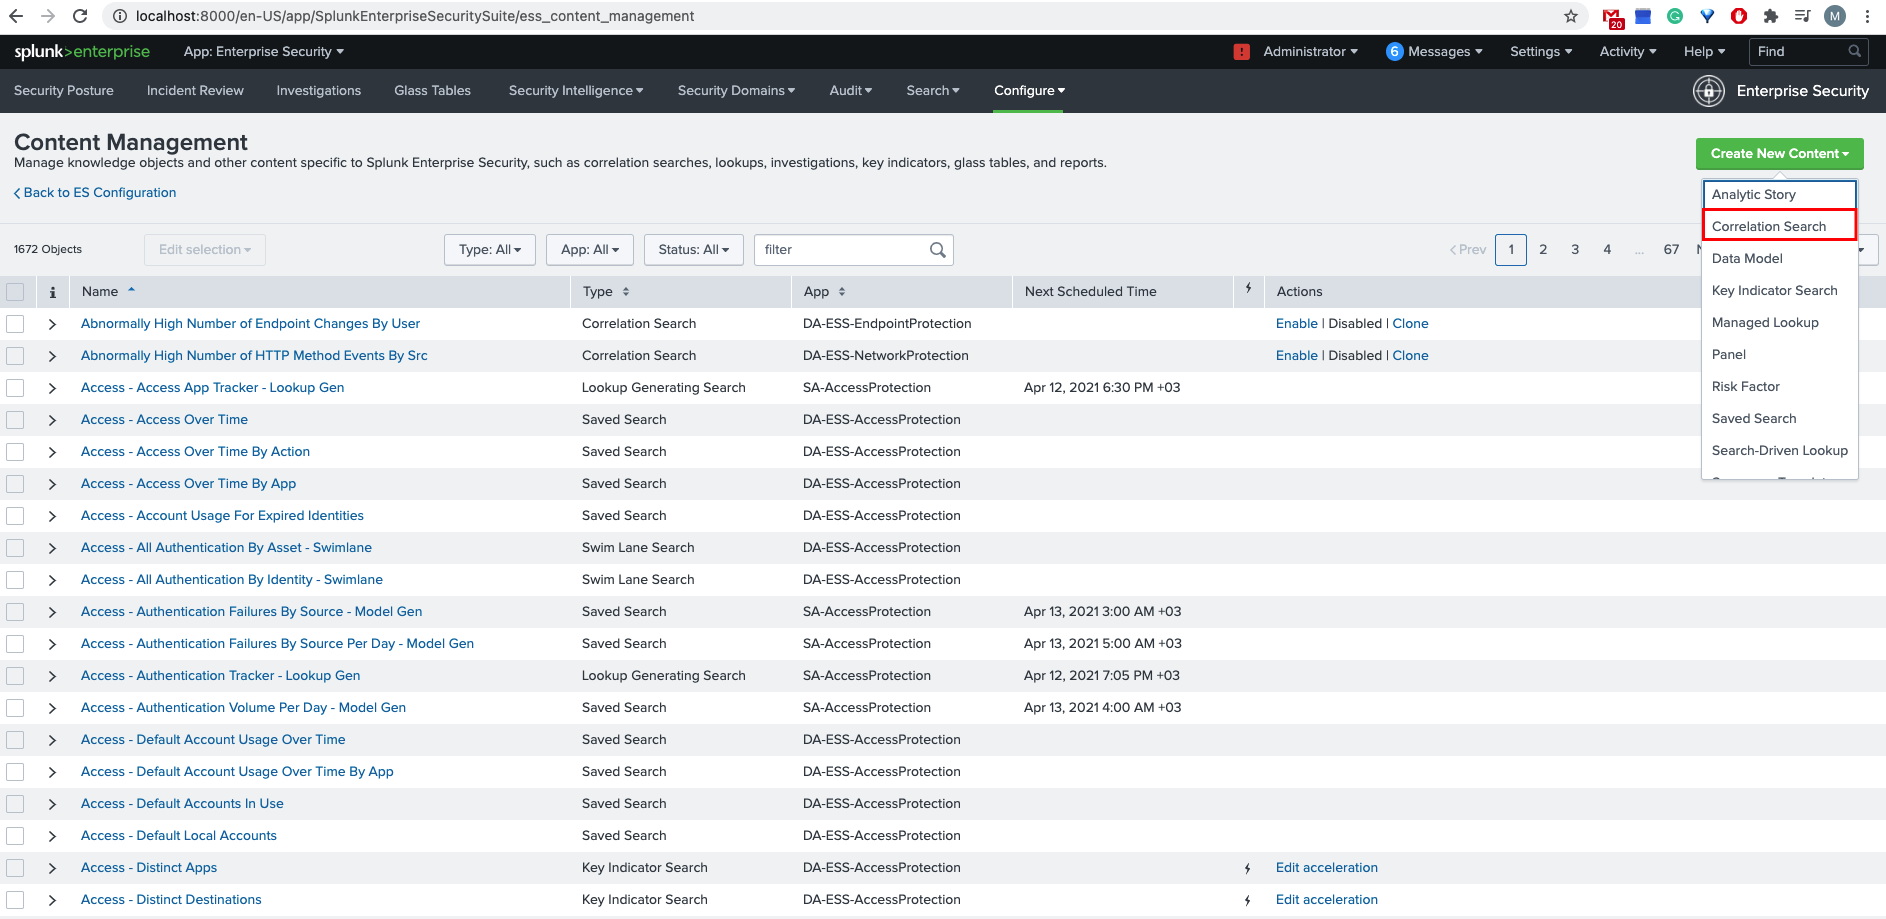 localhost:8000/en-US/app/SplunkEnterpriseSecuritySuite/ess_content_management
20
M
splunk>enterprise App: Enterprise Security ! Administrator 6 Messages Settings Activity Help Find
Security Posture Incident Review Investigations Glass Tables Security Intelligence Security Domains Audit Search Configure Enterprise Security
Content Management
Manage knowledge objects and other content specific to Splunk Enterprise Security, such as correlation searches, lookups, investigations, key indicators, glass tables, and reports.
Back to ES Configuration
Create New Content
Analytic Story
Correlation Search
Data Model
Key Indicator Search
Managed Lookup
Panel
Risk Factor
Saved Search
Search-Driven Lookup
1672 Objects Edit selection Type: All App: All Status: All filter Prev 1 2 3 4 ... 67
i Name Type App Next Scheduled Time Actions
Abnormally High Number of Endpoint Changes By User Correlation Search DA-ESS-EndpointProtection Enable | Disabled | Clone
Abnormally High Number of HTTP Method Events By Src Correlation Search DA-ESS-NetworkProtection Enable | Disabled | Clone
Access - Access App Tracker - Lookup Gen Lookup Generating Search SA-AccessProtection Apr 12, 2021 6:30 PM +03
Access - Access Over Time Saved Search DA-ESS-AccessProtection
Access - Access Over Time By Action Saved Search DA-ESS-AccessProtection
Access - Access Over Time By App Saved Search DA-ESS-AccessProtection
Access - Account Usage For Expired Identities Saved Search DA-ESS-AccessProtection
Access - All Authentication By Asset - Swimlane Swim Lane Search DA-ESS-AccessProtection
Access - All Authentication By Identity - Swimlane Swim Lane Search DA-ESS-AccessProtection
Access - Authentication Failures By Source - Model Gen Saved Search SA-AccessProtection Apr 13, 2021 3:00 AM +03
Access - Authentication Failures By Source Per Day - Model Gen Saved Search SA-AccessProtection Apr 13, 2021 5:00 AM +03
Access - Authentication Tracker - Lookup Gen Lookup Generating Search SA-AccessProtection Apr 12, 2021 7:05 PM +03
Access - Authentication Volume Per Day - Model Gen Saved Search SA-AccessProtection Apr 13, 2021 4:00 AM +03
Access - Default Account Usage Over Time Saved Search DA-ESS-AccessProtection
Access - Default Account Usage Over Time By App Saved Search DA-ESS-AccessProtection
Access - Default Accounts In Use Saved Search DA-ESS-AccessProtection
Access - Default Local Accounts Saved Search DA-ESS-AccessProtection
Access - Distinct Apps Key Indicator Search DA-ESS-AccessProtection Edit acceleration
Access - Distinct Destinations Key Indicator Search DA-ESS-AccessProtection Edit acceleration